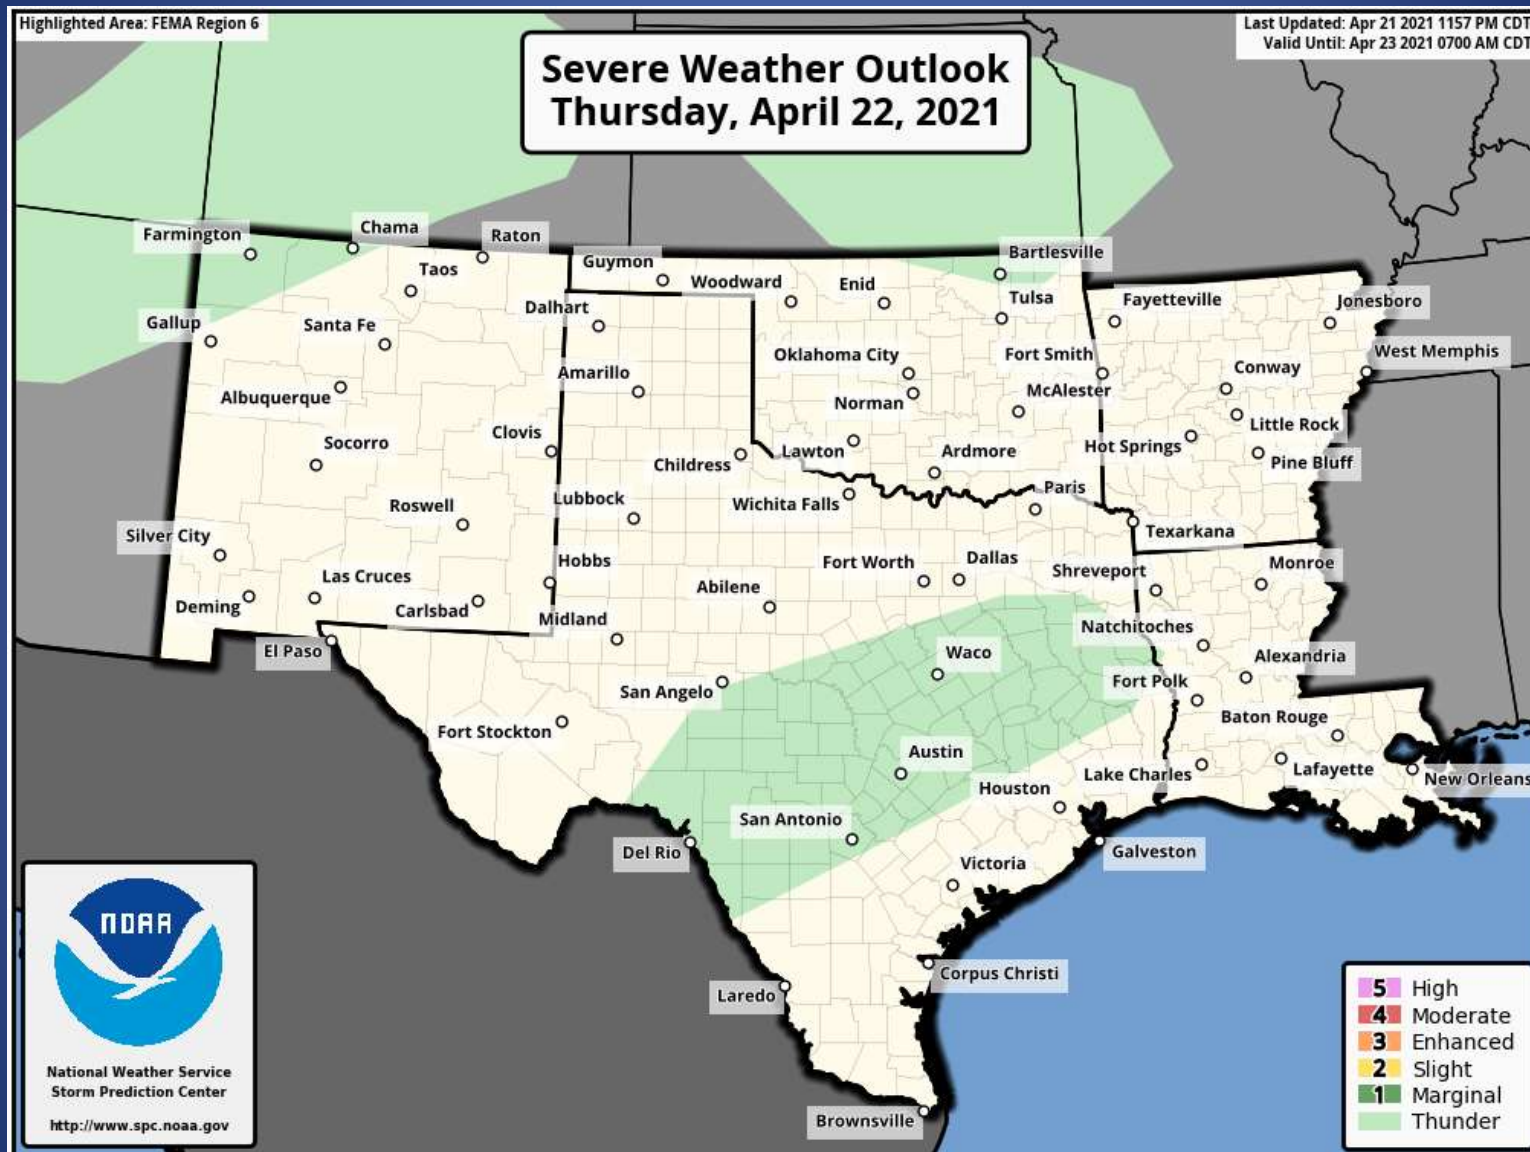 Highlighted Area: FEMA Region 6
Last Updated: Apr 21 2021 1157 PM CDT
Valid Until: Apr 23 2021 0700 AM CDT
Severe Weather Outlook
Thursday, April 22, 2021
Farmington
Chama
Raton
Taos
Guymon
Woodward
Enid
Bartlesville
Tulsa
Fayetteville
Jonesboro
Gallup
Santa Fe
Dalhart
Amarillo
Oklahoma City
Fort Smith
West Memphis
Conway
Albuquerque
Norman
McAlester
Little Rock
Socorro
Clovis
Childress
Lawton
Ardmore
Hot Springs
Pine Bluff
Roswell
Lubbock
Wichita Falls
Paris
Texarkana
Silver City
Las Cruces
Hobbs
Fort Worth
Dallas
Shreveport
Monroe
Deming
Carlsbad
Midland
Abilene
Natchitoches
El Paso
San Angelo
Waco
Alexandria
Fort Polk
Fort Stockton
Baton Rouge
Austin
Houston
Lake Charles
Lafayette
New Orleans
San Antonio
Del Rio
Victoria
Galveston
Corpus Christi
Laredo
Brownsville
NOAA
National Weather Service
Storm Prediction Center
http://www.spc.noaa.gov
5 High
4 Moderate
3 Enhanced
2 Slight
1 Marginal
Thunder